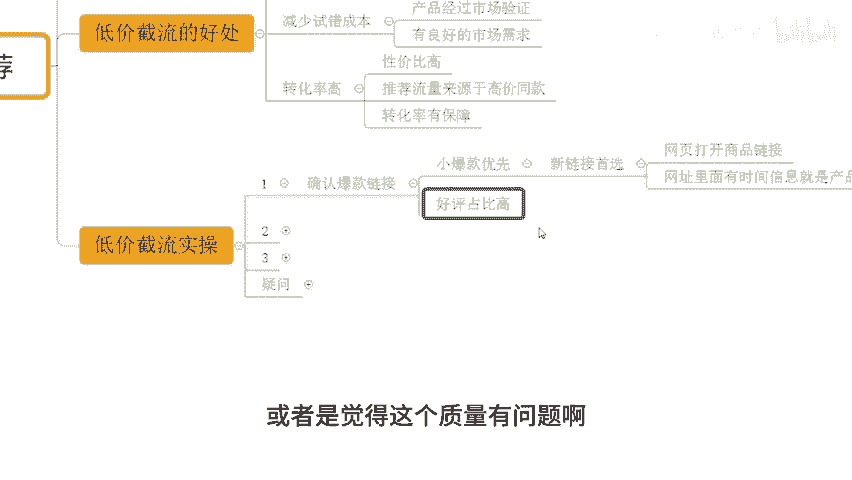 产品经过市场验证
低价截流的好处
减少试错成本
有良好的市场需求
荐
性价比高
转化率高
推荐流量来源于高价同款
转化率有保障
网页打开商品链接
小爆款优先
新链接首选
1
确认爆款链接
网址里面有时间信息就是产品
好评占比高
2
低价截流实操
3
疑问
或者是觉得这个质量有问题啊